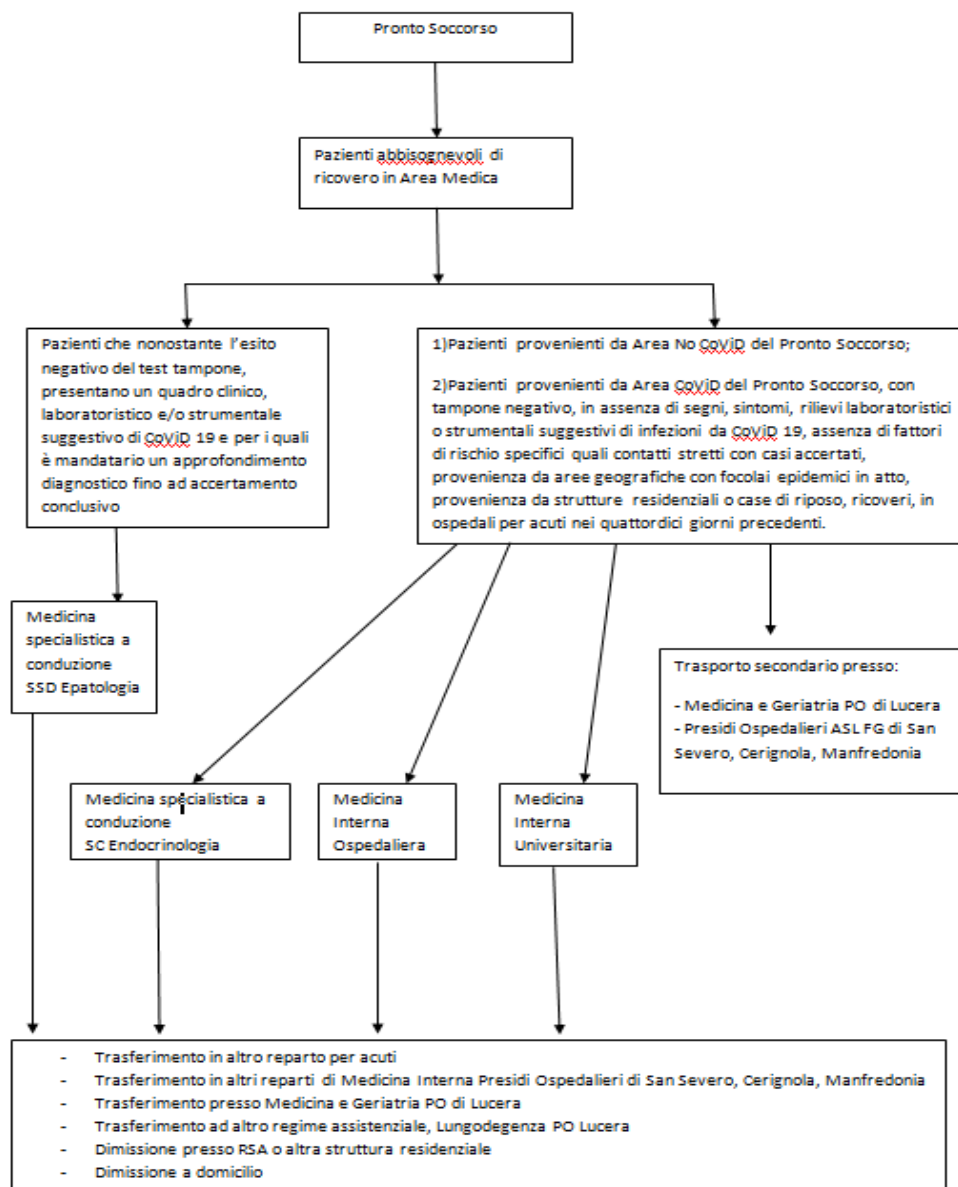 Pronto Soccorso
Pazienti abbisognevoli di
ricovero in Area Medica
Pazienti che nonostante l'esito
negativo del test tampone,
presentano un quadro clinico,
laboratoristico e/o strumentale
suggestivo di CoViD 19 e per i quali
è mandatario un approfondimento
diagnostico fino ad accertamento
conclusivo
1)Pazienti provenienti da Area No CoViD del Pronto Soccorso;
2)Pazienti provenienti da Area CoViD del Pronto Soccorso, con
tampone negativo, in assenza di segni, sintomi, rilievi laboratoristici
o strumentali suggestivi di infezioni da CoViD 19, assenza di fattori
di rischio specifici quali contatti stretti con casi accertati,
provenienza da aree geografiche con focolai epidemici in atto,
provenienza da strutture residenziali o case di riposo, ricoveri, in
ospedali per acuti nei quattordici giorni precedenti.
Medicina
specialistica a
conduzione
SSD Epatologia
Trasporto secondario presso:
- Medicina e Geriatria PO di Lucera
- Presidi Ospedalieri ASL FG di San
Severo, Cerignola, Manfredonia
Medicina specialistica a
conduzione
SC Endocrinologia
Medicina
Interna
Ospedaliera
Medicina
Interna
Universitaria
- Trasferimento in altro reparto per acuti
- Trasferimento in altri reparti di Medicina Interna Presidi Ospedalieri di San Severo, Cerignola, Manfredonia
- Trasferimento presso Medicina e Geriatria PO di Lucera
- Trasferimento ad altro regime assistenziale, Lungodegenza PO Lucera
- Dimissione presso RSA o altra struttura residenziale
- Dimissione a domicilio